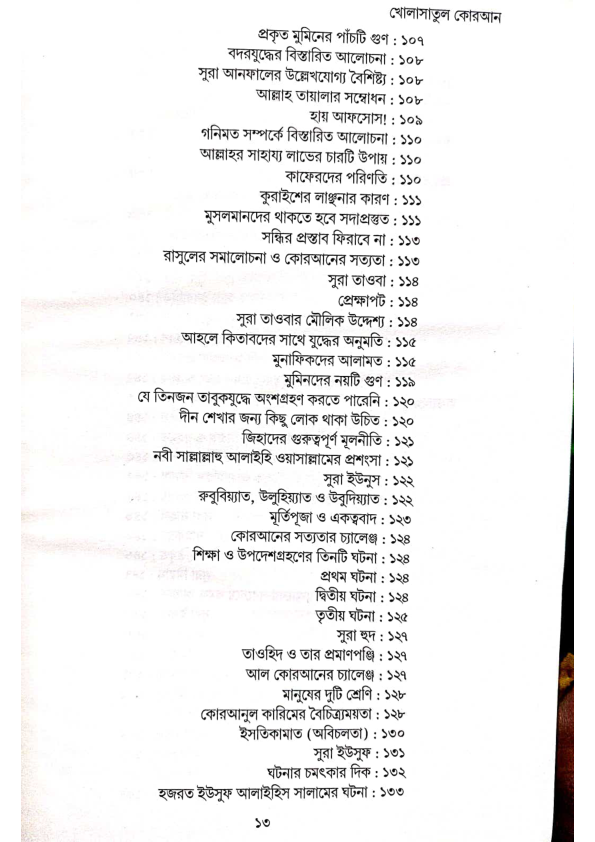 খোলাসাতুল কোরআন
প্রকৃত মুমিনের পাঁচটি গুণ : ১০৭
বদরযুদ্ধের বিস্তারিত আলোচনা : ১০৮
সুরা আনফালের উল্লেখযোগ্য বৈশিষ্ট্য : ১০৮
আল্লাহ তায়ালার সম্বোধন : ১০৮
হায় আফসোস! : ১০৯
গনিমত সম্পর্কে বিস্তারিত আলোচনা : ১১০
আল্লাহর সাহায্য লাভের চারটি উপায় : ১১০
কাফেরদের পরিণতি : ১১০
কুরাইশের লাঞ্ছনার কারণ : ১১১
মুসলমানদের থাকতে হবে সদাপ্রস্তুত : ১১১
সন্ধির প্রস্তাব ফিরাবে না : ১১৩
রাসুলের সমালোচনা ও কোরআনের সত্যতা : ১১৩
সুরা তাওবা : ১১৪
প্রেক্ষাপট : ১১৪
সুরা তাওবার মৌলিক উদ্দেশ্য : ১১৪
আহলে কিতাবদের সাথে যুদ্ধের অনুমতি : ১১৫
মুনাফিকদের আলামত : ১১৫
মুমিনদের নয়টি গুণ : ১১৯
যে তিনজন তাবুকযুদ্ধে অংশগ্রহণ করতে পারেনি : ১২০
দীন শেখার জন্য কিছু লোক থাকা উচিত : ১২০
জিহাদের গুরুত্বপূর্ণ মূলনীতি : ১২১
নবী সাল্লাল্লাহু আলাইহি ওয়াসাল্লামের প্রশংসা : ১২১
সুরা ইউনুস : ১২২
রুবুবিয়্যাত, উলুহিয়্যাত ও উবুদিয়্যাত : ১২২
মূর্তিপূজা ও একত্ববাদ : ১২৩
কোরআনের সত্যতার চ্যালেঞ্জ : ১২৪
শিক্ষা ও উপদেশগ্রহণের তিনটি ঘটনা : ১২৪
প্রথম ঘটনা : ১২৪
দ্বিতীয় ঘটনা : ১২৪
তৃতীয় ঘটনা : ১২৫
সুরা হুদ : ১২৭
তাওহিদ ও তার প্রমাণপঞ্জি : ১২৭
আল কোরআনের চ্যালেঞ্জ : ১২৭
মানুষের দুটি শ্রেণি : ১২৮
কোরআনুল কারিমের বৈচিত্র্যময়তা : ১২৮
ইসতিকামাত (অবিচলতা) : ১৩০
সুরা ইউসুফ : ১৩১
ঘটনার চমৎকার দিক : ১৩২
হজরত ইউসুফ আলাইহিস সালামের ঘটনা : ১৩৩
১৩